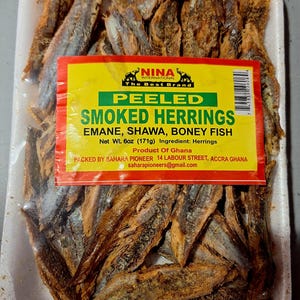 NINA
INTERNATIONAL
The Best Brand
PEELED
SMOKED HERRINGS
EMANE, SHAWA, BONEY FISH
Net Wt. 6oz (171g) Ingredient: Herrings
Product Of Ghana
PACKED BY SAHARA PIONEER 14 LABOUR STREET, ACCRA GHANA
saharapioneers@gmail.com